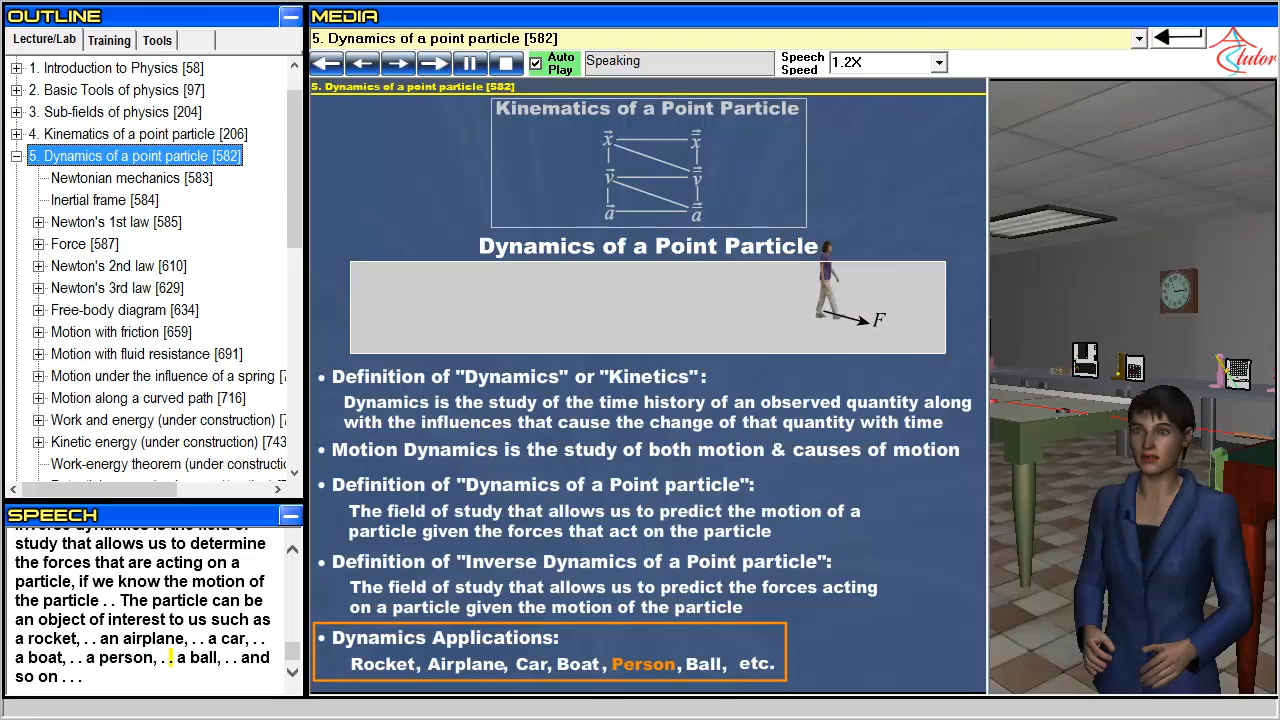 OUTLINE
Lecture/Lab Training Tools
1. Introduction to Physics [58]
2. Basic Tools of physics [97]
3. Sub-fields of physics [204]
4. Kinematics of a point particle [206]
5. Dynamics of a point particle [582]
Newtonian mechanics [583]
Inertial frame [584]
Newton's 1st law [585]
Force [587]
Newton's 2nd law [610]
Newton's 3rd law [629]
Free-body diagram [634]
Motion with friction [659]
Motion with fluid resistance [691]
Motion under the influence of a spring [
Motion along a curved path [716]
Work and energy (under construction) [
Kinetic energy (under construction) [743
Work-energy theorem (under constructio
SPEECH
study that allows us to determine
the forces that are acting on a
particle, if we know the motion of
the particle . . The particle can be
an object of interest to us such as
a rocket, . . an airplane, . . a car, . .
a boat, . . a person, . . a ball, . . and
so on . . .
MEDIA
5. Dynamics of a point particle [582]
Auto
Play
Speaking
Speech
Speed
1.2X
tutor
5. Dynamics of a point particle [582]
Kinematics of a Point Particle
x x
v v
a a
Dynamics of a Point Particle
F
• Definition of "Dynamics" or "Kinetics":
Dynamics is the study of the time history of an observed quantity along
with the influences that cause the change of that quantity with time
• Motion Dynamics is the study of both motion & causes of motion
• Definition of "Dynamics of a Point particle":
The field of study that allows us to predict the motion of a
particle given the forces that act on the particle
• Definition of "Inverse Dynamics of a Point particle":
The field of study that allows us to predict the forces acting
on a particle given the motion of the particle
• Dynamics Applications:
Rocket, Airplane, Car, Boat, Person, Ball, etc.